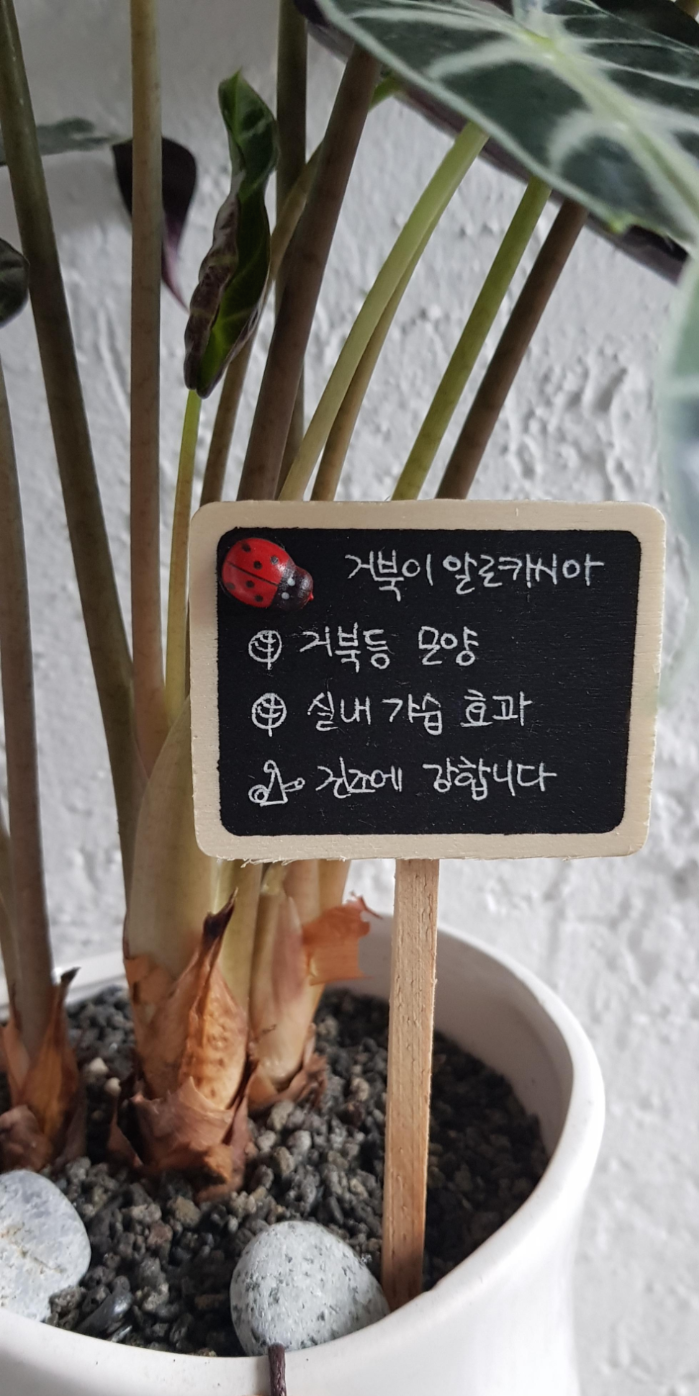 거북이 알로카시아
거북등 모양
실내 가습 효과
건조에 강합니다